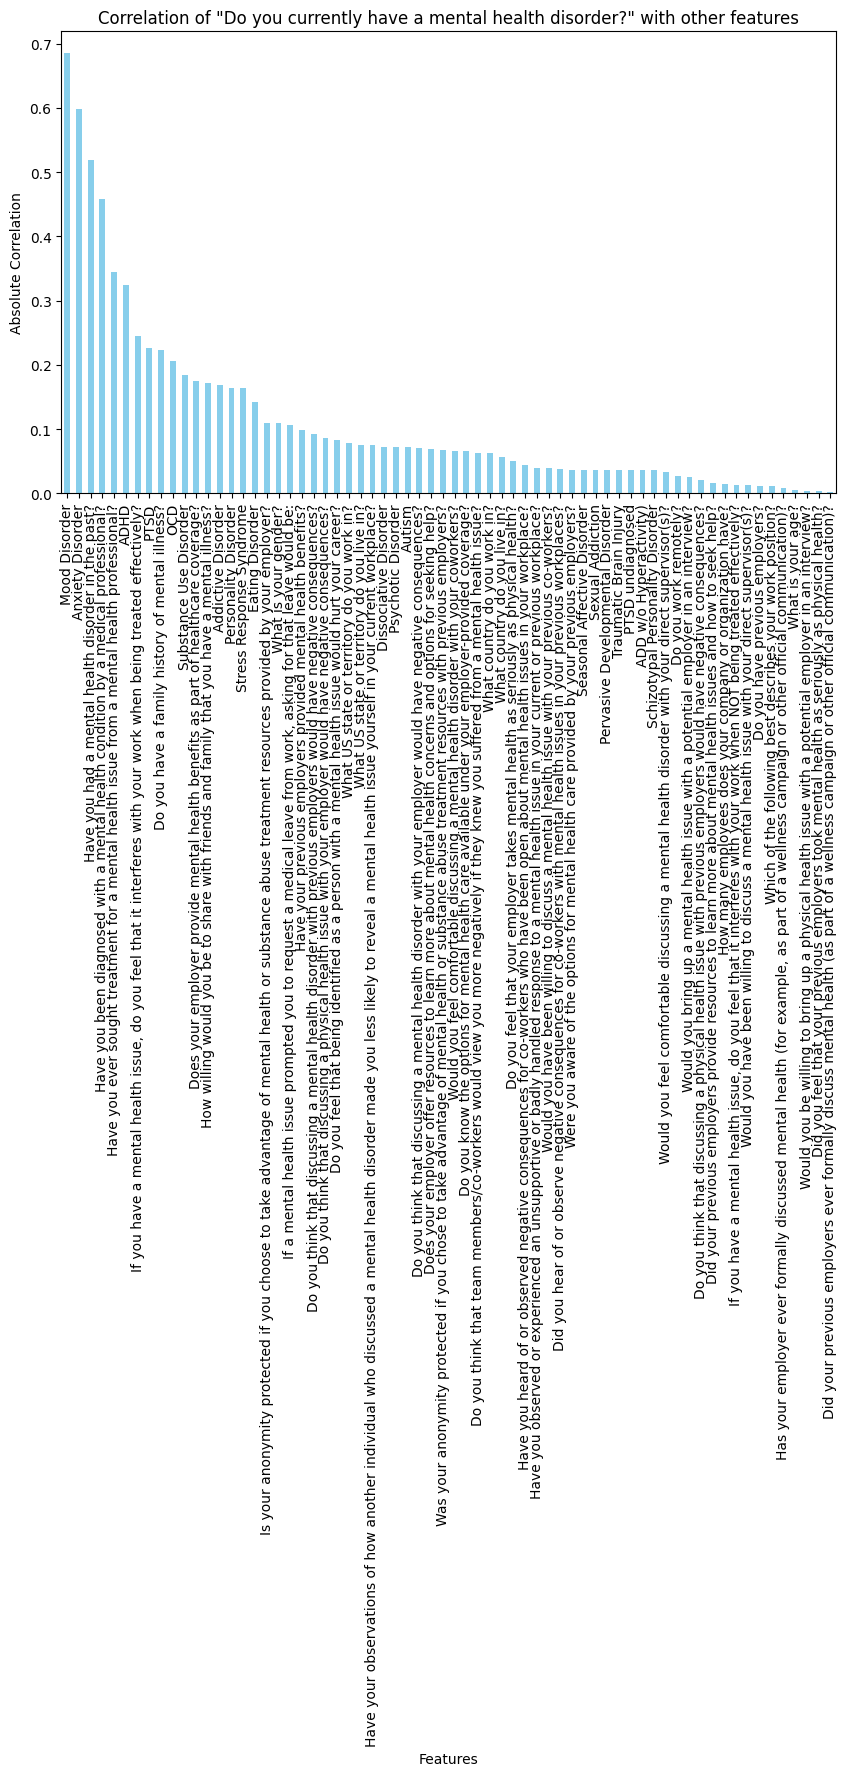 Correlation of "Do you currently have a mental health disorder?" with other features
Absolute Correlation
0.7
0.6
0.5
0.4
0.3
0.2
0.1
0.0
Mood Disorder
Anxiety Disorder
Have you had a mental health disorder in the past?
Have you been diagnosed with a mental health condition by a medical professional?
Have you ever sought treatment for a mental health issue from a mental health professional?
ADHD
If you have a mental health issue, do you feel that it interferes with your work when being treated effectively?
PTSD
Do you have a family history of mental illness?
OCD
Substance Use Disorder
Does your employer provide mental health benefits as part of healthcare coverage?
How willing would you be to share with friends and family that you have a mental illness?
Addictive Disorder
Personality Disorder
Stress Response Syndrome
Eating Disorder
Is your anonymity protected if you choose to take advantage of mental health or substance abuse treatment resources provided by your employer?
What is your gender?
If a mental health issue prompted you to request a medical leave from work, asking for that leave would be:
Have your previous employers provided mental health benefits?
Do you think that discussing a mental health disorder with previous employers would have negative consequences?
Do you think that discussing a physical health issue with your employer would have negative consequences?
Do you feel that being identified as a person with a mental health issue would hurt your career?
What US state or territory do you work in?
What US state or territory do you live in?
Have your observations of how another individual who discussed a mental health disorder made you less likely to reveal a mental health issue yourself in your current workplace?
Dissociative Disorder
Psychotic Disorder
Autism
Do you think that discussing a mental health disorder with your employer would have negative consequences?
Does your employer offer resources to learn more about mental health concerns and options for seeking help?
Was your anonymity protected if you chose to take advantage of mental health or substance abuse treatment resources with previous employers?
Would you feel comfortable discussing a mental health disorder with your coworkers?
Do you know the options for mental health care available under your employer-provided coverage?
Do you think that team members/co-workers would view you more negatively if they knew you suffered from a mental health issue?
What country do you work in?
What country do you live in?
Do you feel that your employer takes mental health as seriously as physical health?
Have you heard of or observed negative consequences for co-workers who have been open about mental health issues in your workplace?
Have you observed or experienced an unsupportive or badly handled response to a mental health issue in your current or previous workplace?
Would you have been willing to discuss a mental health issue with your previous co-workers?
Did you hear of or observe negative consequences for co-workers with mental health issues in your previous workplaces?
Were you aware of the options for mental health care provided by your previous employers?
Seasonal Affective Disorder
Sexual Addiction
Pervasive Developmental Disorder
Traumatic Brain Injury
PTSD undiagnosed
ADD w/o Hyperactivity)
Schizotypal Personality Disorder
Would you feel comfortable discussing a mental health disorder with your direct supervisor(s)?
Do you work remotely?
Would you bring up a mental health issue with a potential employer in an interview?
Do you think that discussing a physical health issue with previous employers would have negative consequences?
Did your previous employers provide resources to learn more about mental health issues and how to seek help?
How many employees does your company or organization have?
If you have a mental health issue, do you feel that it interferes with your work when NOT being treated effectively?
Would you have been willing to discuss a mental health issue with your direct supervisor(s)?
Do you have previous employers?
Which of the following best describes your work position?
Has your employer ever formally discussed mental health (for example, as part of a wellness campaign or other official communication)?
What is your age?
Would you be willing to bring up a physical health issue with a potential employer in an interview?
Did you feel that your previous employers took mental health as seriously as physical health?
Did your previous employers ever formally discuss mental health (as part of a wellness campaign or other official communication)?
Features